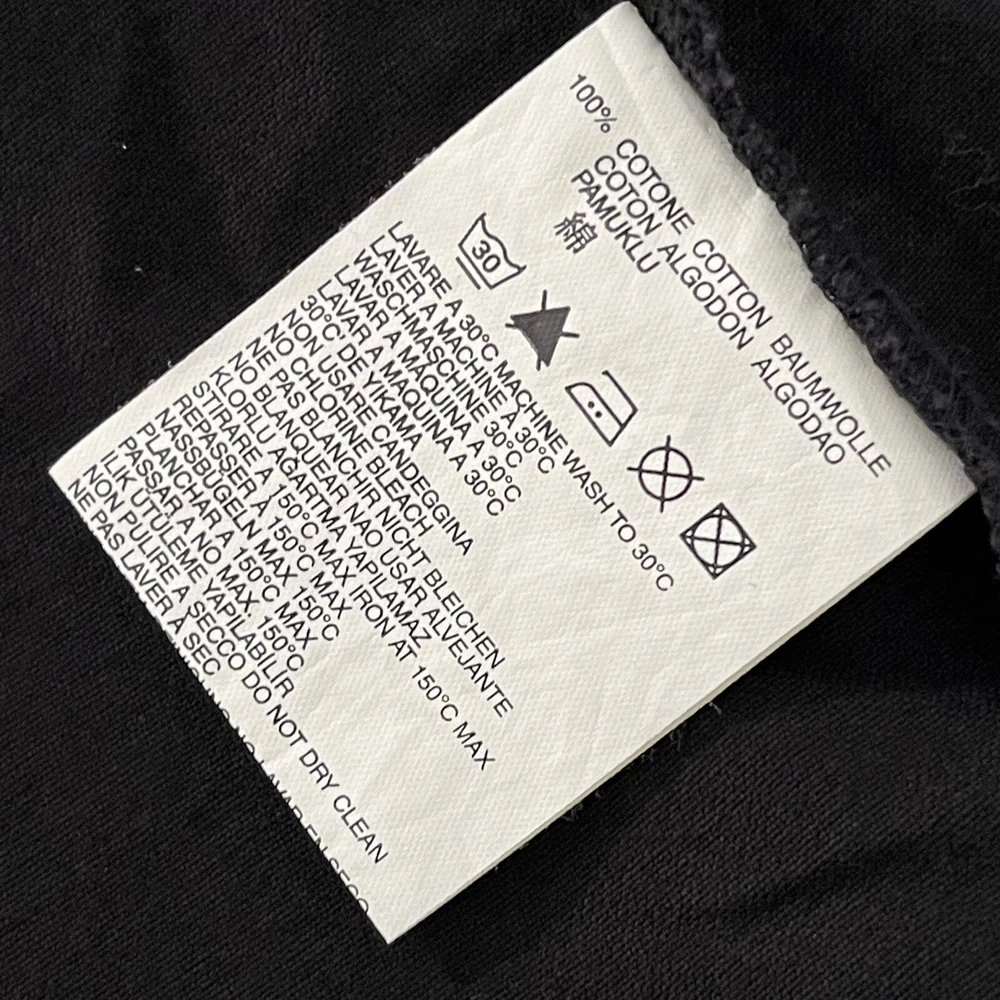 100% COTONE COTTON BAUMWOLLE
COTON ALGODON ALGODAO
PAMUKLU
綿
30
LAVARE A 30°C MACHINE WASH TO 30°C
LAVER A MACHINE À 30°C
WASCHMASCHINE 30°C
LAVAR A MAQUINA A 30°C
LAVAR A MAQUINA A 30°C
30°C DE YIKAMA
NON USARE CANDEGGINA
NO CHLORINE BLEACH
NE PAS BLANCHIR NICHT BLEICHEN
NO BLANQUEAR NAO USAR ALVEJANTE
KLORLU AGARTMA YAPILAMAZ
STIRARE A 150°C MAX IRON AT 150°C MAX
REPASSER À 150°C MAX
NASSBUGELN MAX 150°C
PLANCHAR A 150°C MAX
PASSAR A NO MAX. 150°C
ILIK UTULEME YAPILABILIR
NON PULIRE A SECCO DO NOT DRY CLEAN
NE PAS LAVER À SEC
NO LAVAR EN SECO